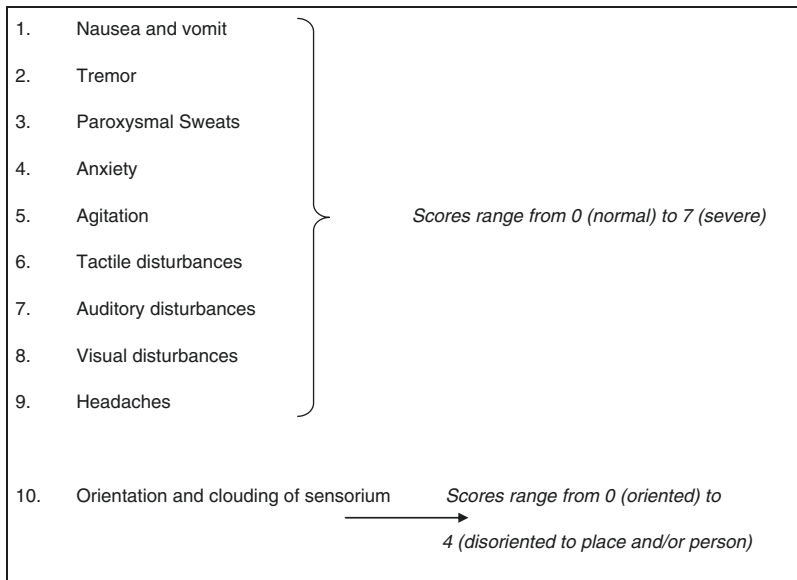 1. Nausea and vomit
2. Tremor
3. Paroxysmal Sweats
4. Anxiety
5. Agitation
Scores range from 0 (normal) to 7 (severe)
6. Tactile disturbances
7. Auditory disturbances
8. Visual disturbances
9. Headaches
10. Orientation and clouding of sensorium
Scores range from 0 (oriented) to
4 (disoriented to place and/or person)